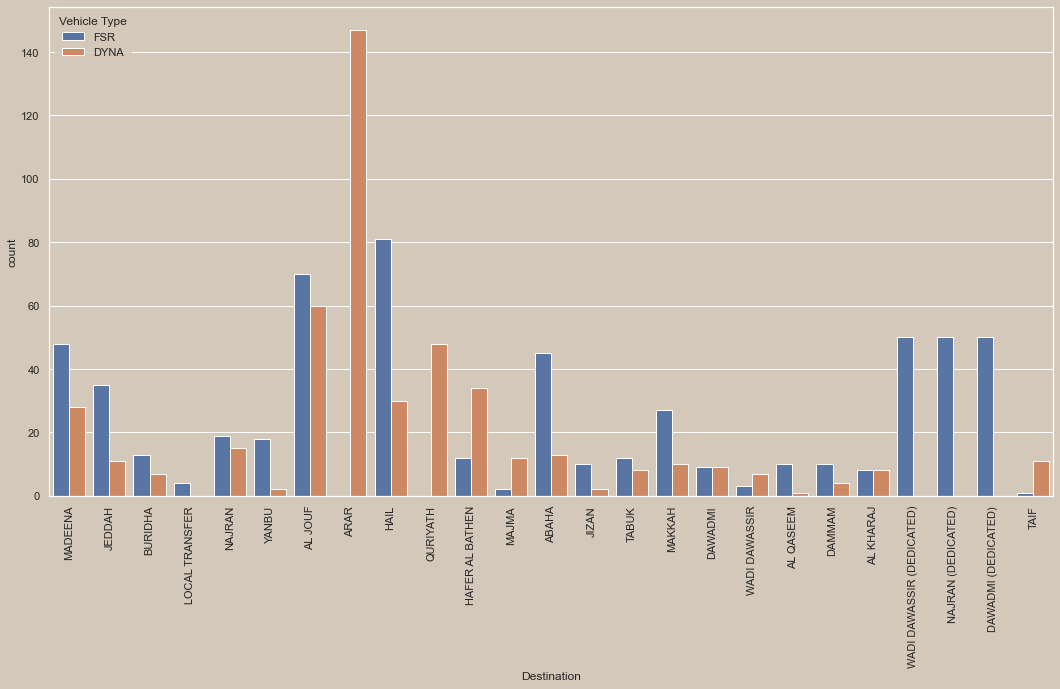 Vehicle Type
FSR
DYNA
140
120
100
80
60
40
20
0
count
MADEENA
JEDDAH
BURIDHA
LOCAL TRANSFER
NAJRAN
YANBU
AL JOUF
ARAR
HAIL
QURIYATH
HAFER AL BATHEN
MAJMA
ABAHA
JIZAN
TABUK
MAKKAH
DAWADMI
WADI DAWASSIR
AL QASEEM
DAMMAM
AL KHARAJ
WADI DAWASSIR (DEDICATED)
NAJRAN (DEDICATED)
DAWADMI (DEDICATED)
TAIF
Destination